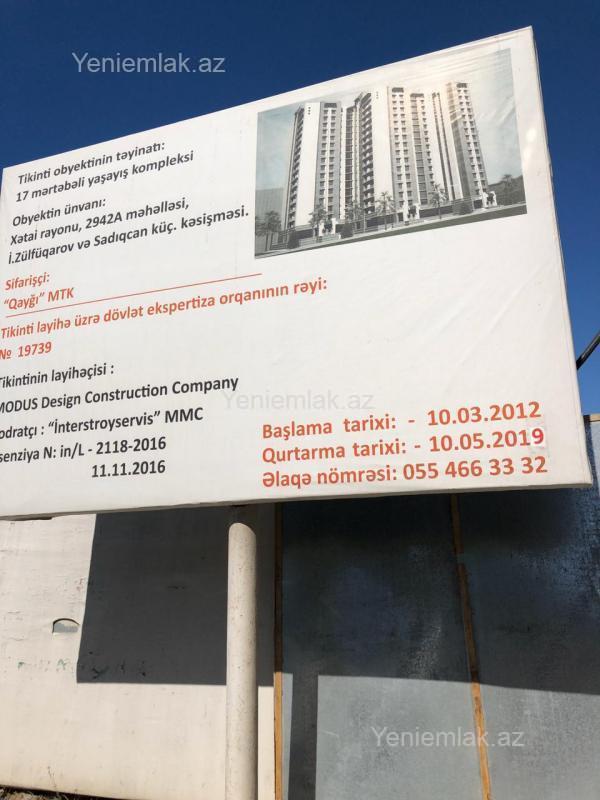 Yeniemlak.az
Tikinti obyektinin təyinatı:
17 mərtəbəli yaşayış kompleksi
Obyektin ünvanı:
Xətai rayonu, 2942A məhəlləsi,
İ.Zülfüqarov və Sadıqcan küç. kəsişməsi.
Sifarişçi:
“Qayğı” MTK
Tikinti layihə üzrə dövlət ekspertiza orqanının rəyi:
№ 19739
Tikintinin layihəçisi :
MODUS Design Construction Company
odratçı : “İnterstroyservis” MMC
senziya N: in/L - 2118-2016
11.11.2016
Yeniemlak.az
Başlama tarixi: - 10.03.2012
Qurtarma tarixi: - 10.05.2019
Əlaqə nömrəsi: 055 466 33 32
Yeniemlak.az